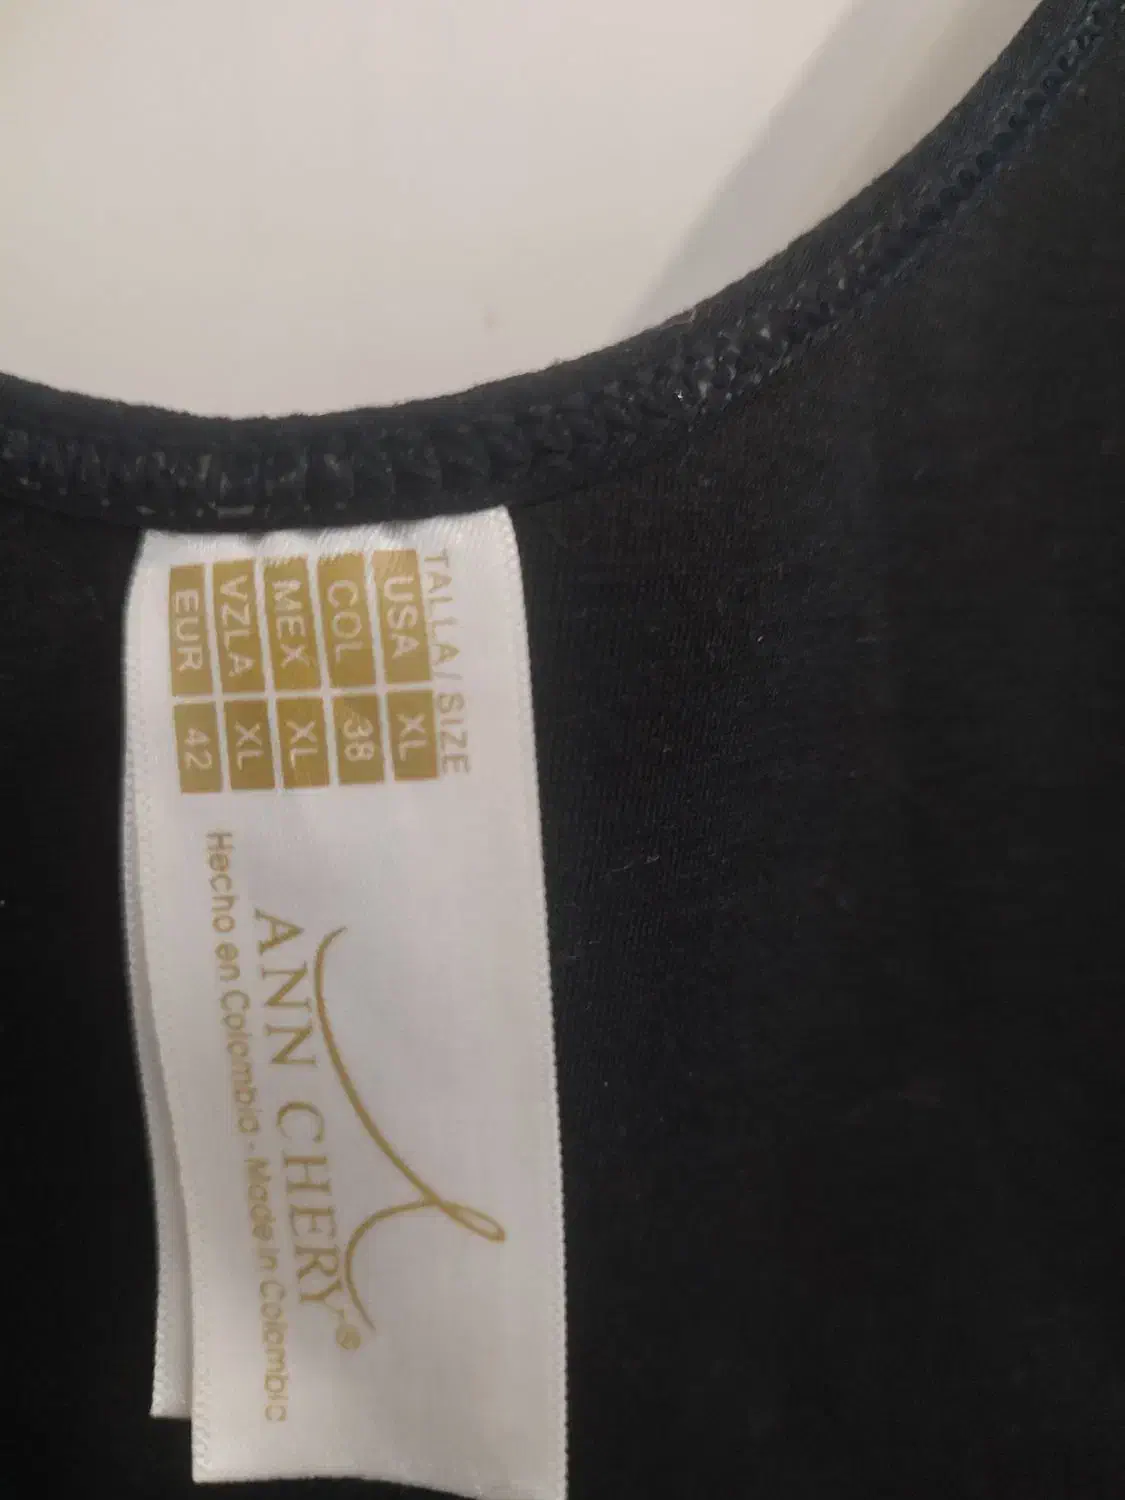 TALLA / SIZE
USA XL
COL 38
MEX XL
VZLA XL
EUR 42
ANN CHERY®
Hecho en Colombia - Made in Colombia